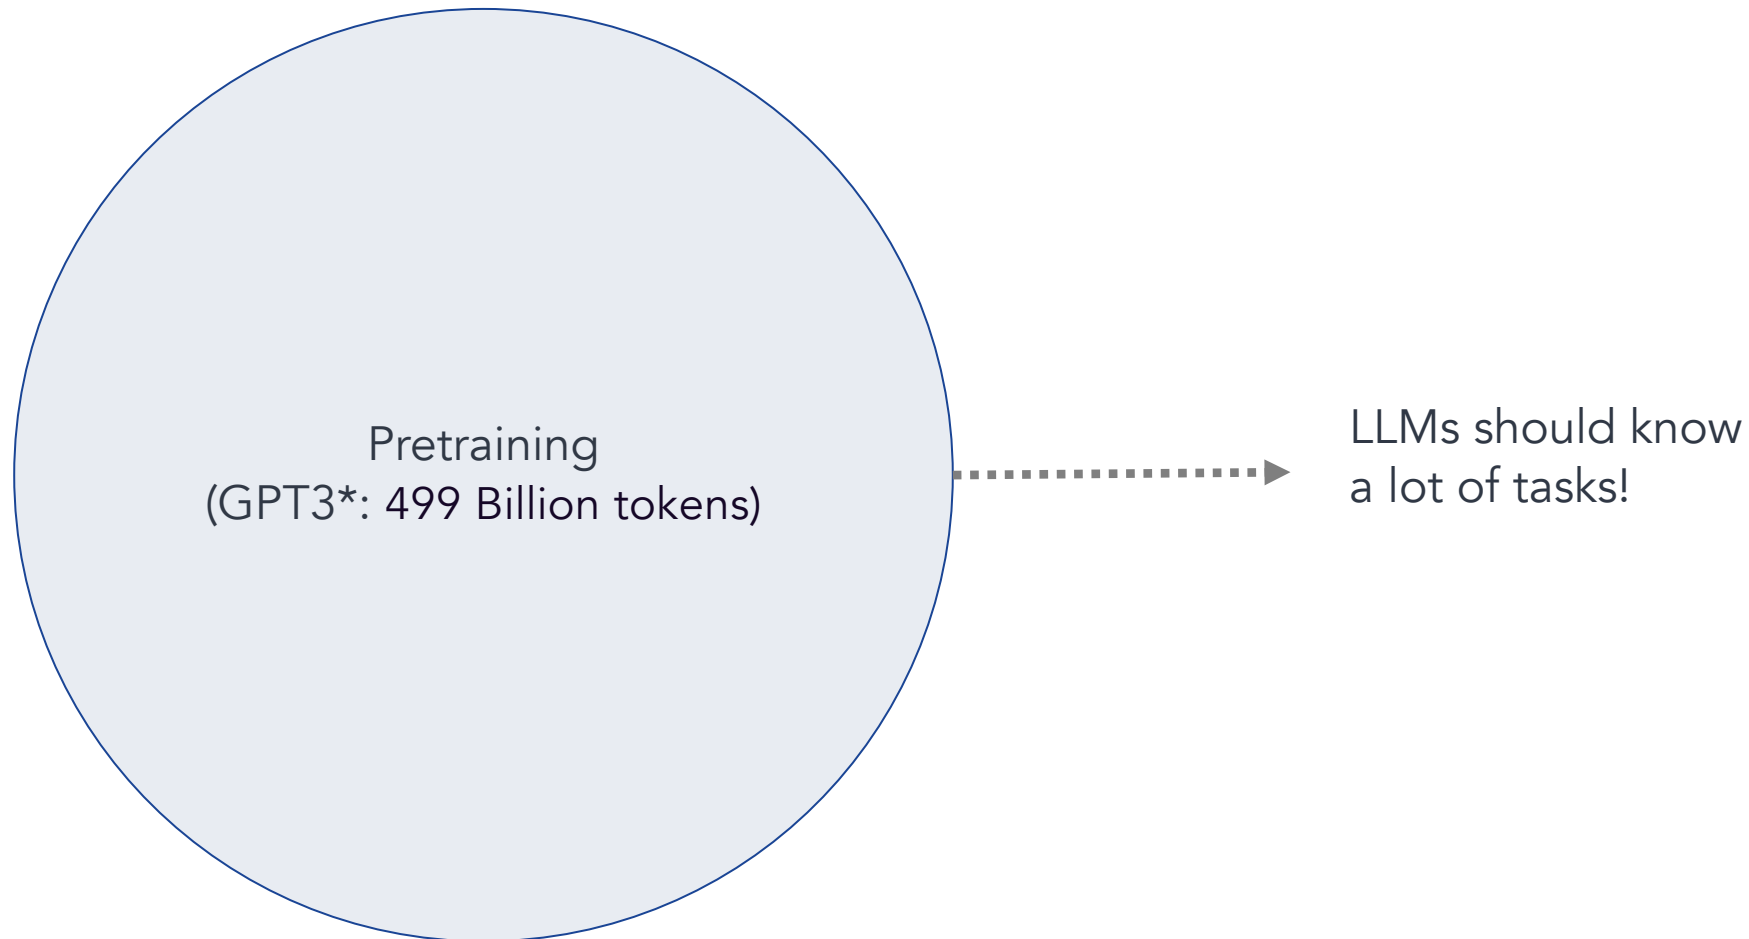 Pretraining
(GPT3*: 499 Billion tokens)
LLMs should know
a lot of tasks!